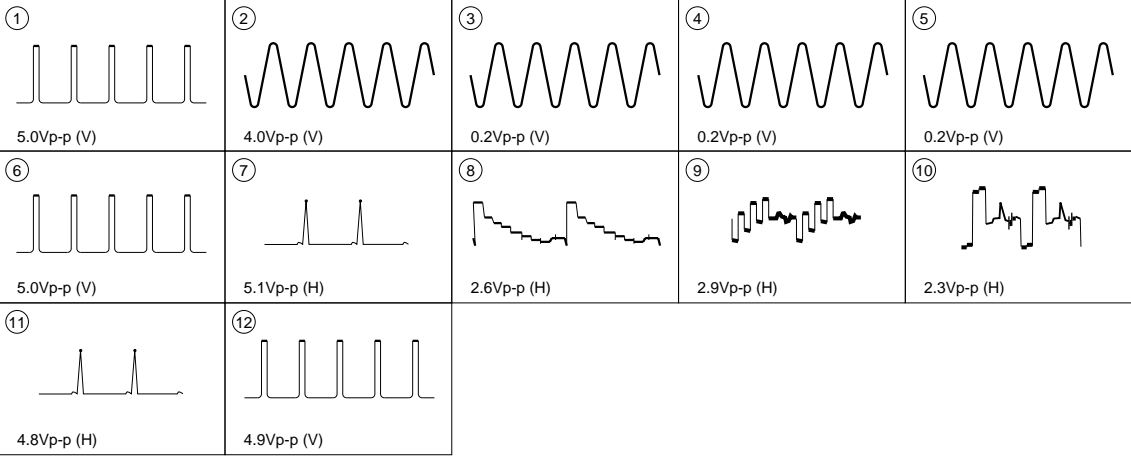 1
5.0Vp-p (V)
2
4.0Vp-p (V)
3
0.2Vp-p (V)
4
0.2Vp-p (V)
5
0.2Vp-p (V)
6
5.0Vp-p (V)
7
5.1Vp-p (H)
8
2.6Vp-p (H)
9
2.9Vp-p (H)
10
2.3Vp-p (H)
11
4.8Vp-p (H)
12
4.9Vp-p (V)